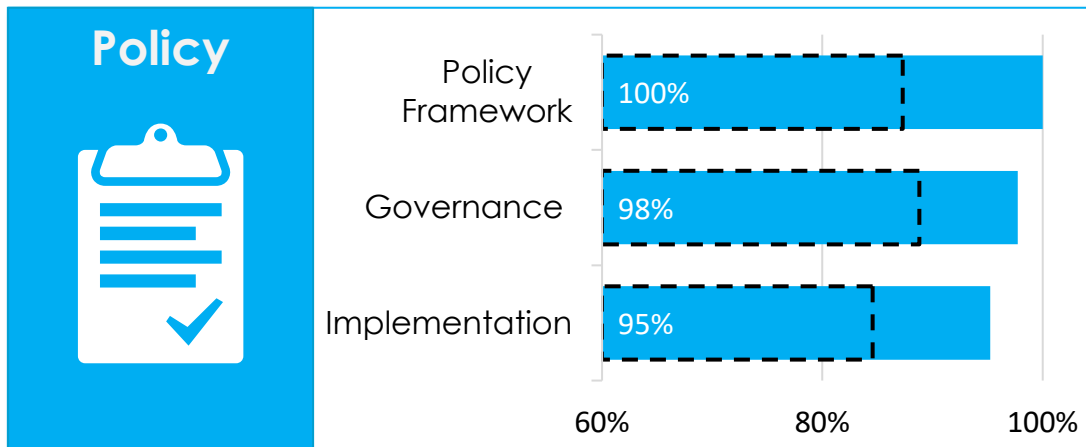 Policy
Policy
Framework
100%
Governance
98%
Implementation
95%
60%
80%
100%